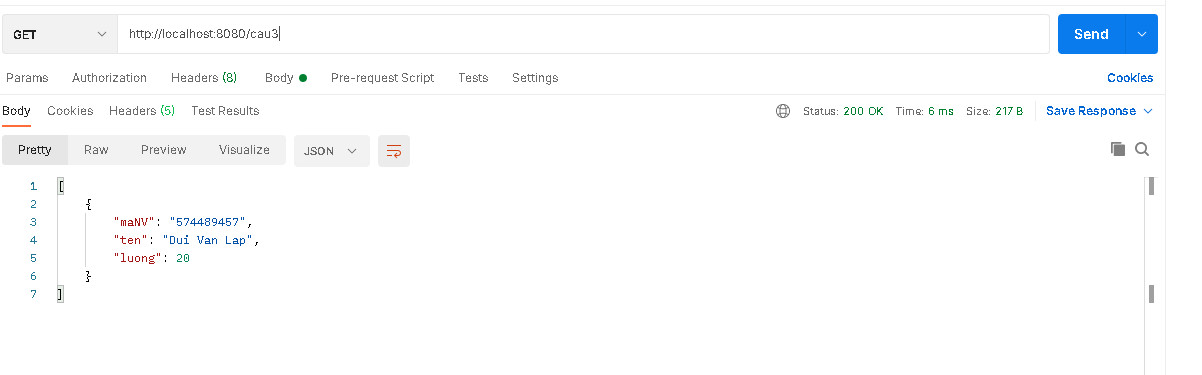 GET http://localhost:8080/cau3 Send
Params Authorization Headers (8) Body Pre-request Script Tests Settings Cookies
Body Cookies Headers (5) Test Results Status: 200 OK Time: 6 ms Size: 217 B Save Response
Pretty Raw Preview Visualize JSON
1 [
2 {
3 "maNV": "574489457",
4 "ten": "Dui Van Lap",
5 "luong": 20
6 }
7 ]